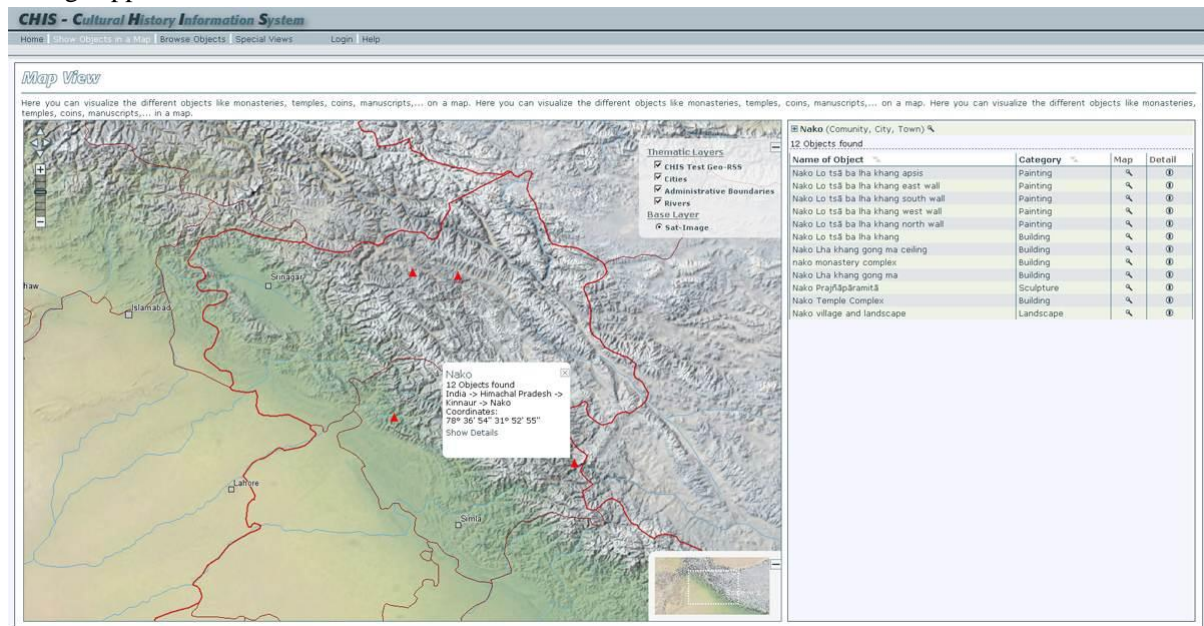 CHIS - Cultural History Information System
Home Show Objects in a Map Browse Objects Special Views Login Help
Map View
Here you can visualize the different objects like monasteries, temples, coins, manuscripts,... on a map. Here you can visualize the different objects like monasteries, temples, coins, manuscripts,... on a map. Here you can visualize the different objects like monasteries,
temples, coins, manuscripts,... in a map.
Thematic Layers
CHIS Test Geo-RSS
Cities
Administrative Boundaries
Rivers
Base Layer
Sat-Image
Srinagar
haw
Islamabad
Nako
12 Objects found
India -> Himachal Pradesh ->
Kinnaur -> Nako
Coordinates:
78° 36' 54" 31° 52' 55"
Show Details
Lahore
Simla
Nako (Comunity, City, Town)
12 Objects found
Name of Object Category Map Detail
Nako Lo tsā ba lha khang apsis Painting
Nako Lo tsā ba lha khang east wall Painting
Nako Lo tsā ba lha khang south wall Painting
Nako Lo tsā ba lha khang west wall Painting
Nako Lo tsā ba lha khang north wall Painting
Nako Lo tsā ba lha khang Building
Nako Lha khang gong ma ceiling Building
nako monastery complex Building
Nako Lha khang gong ma Building
Nako Prajñāpāramitā Sculpture
Nako Temple Complex Building
Nako village and landscape Landscape